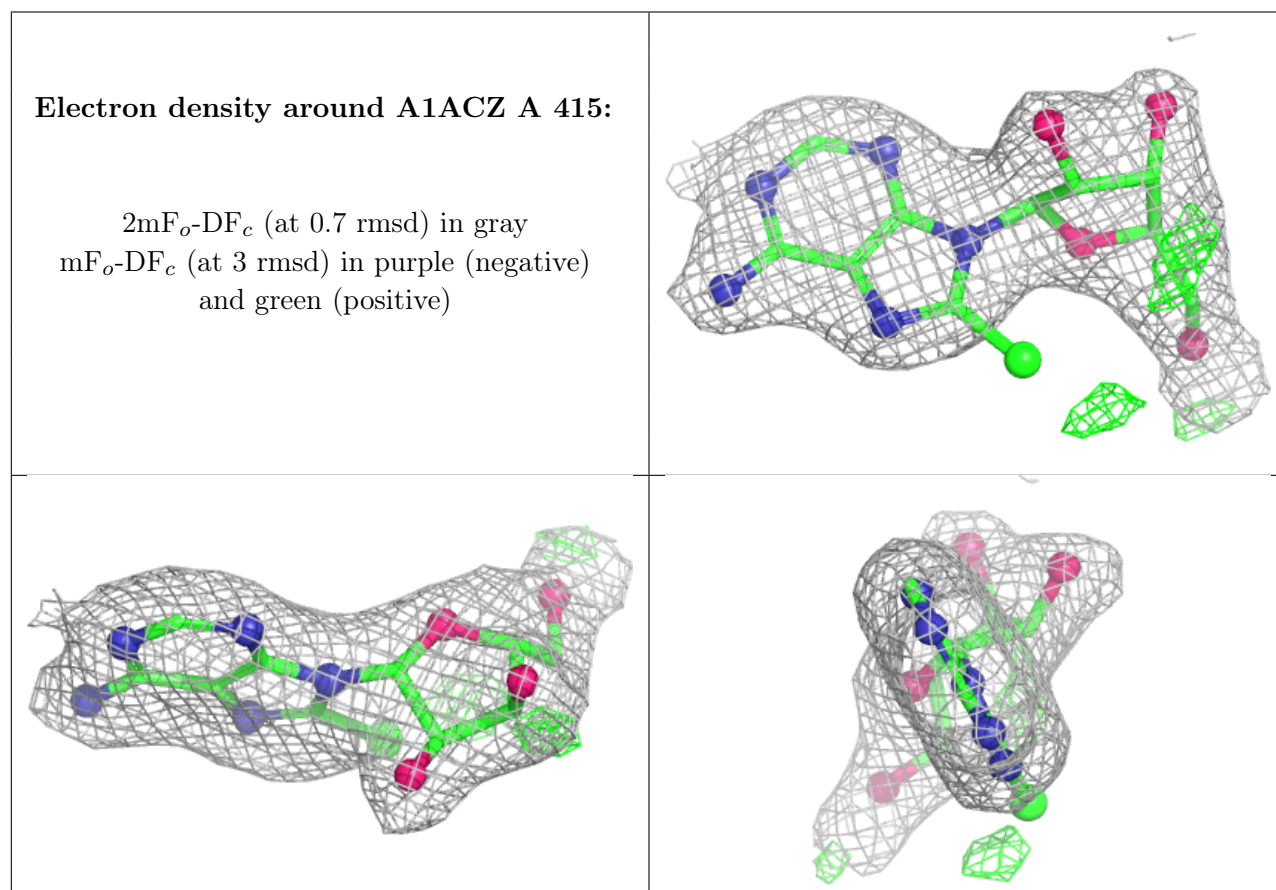 Electron density around A1ACZ A 415:
2mFo-DFc (at 0.7 rmsd) in gray
mFo-DFc (at 3 rmsd) in purple (negative)
and green (positive)